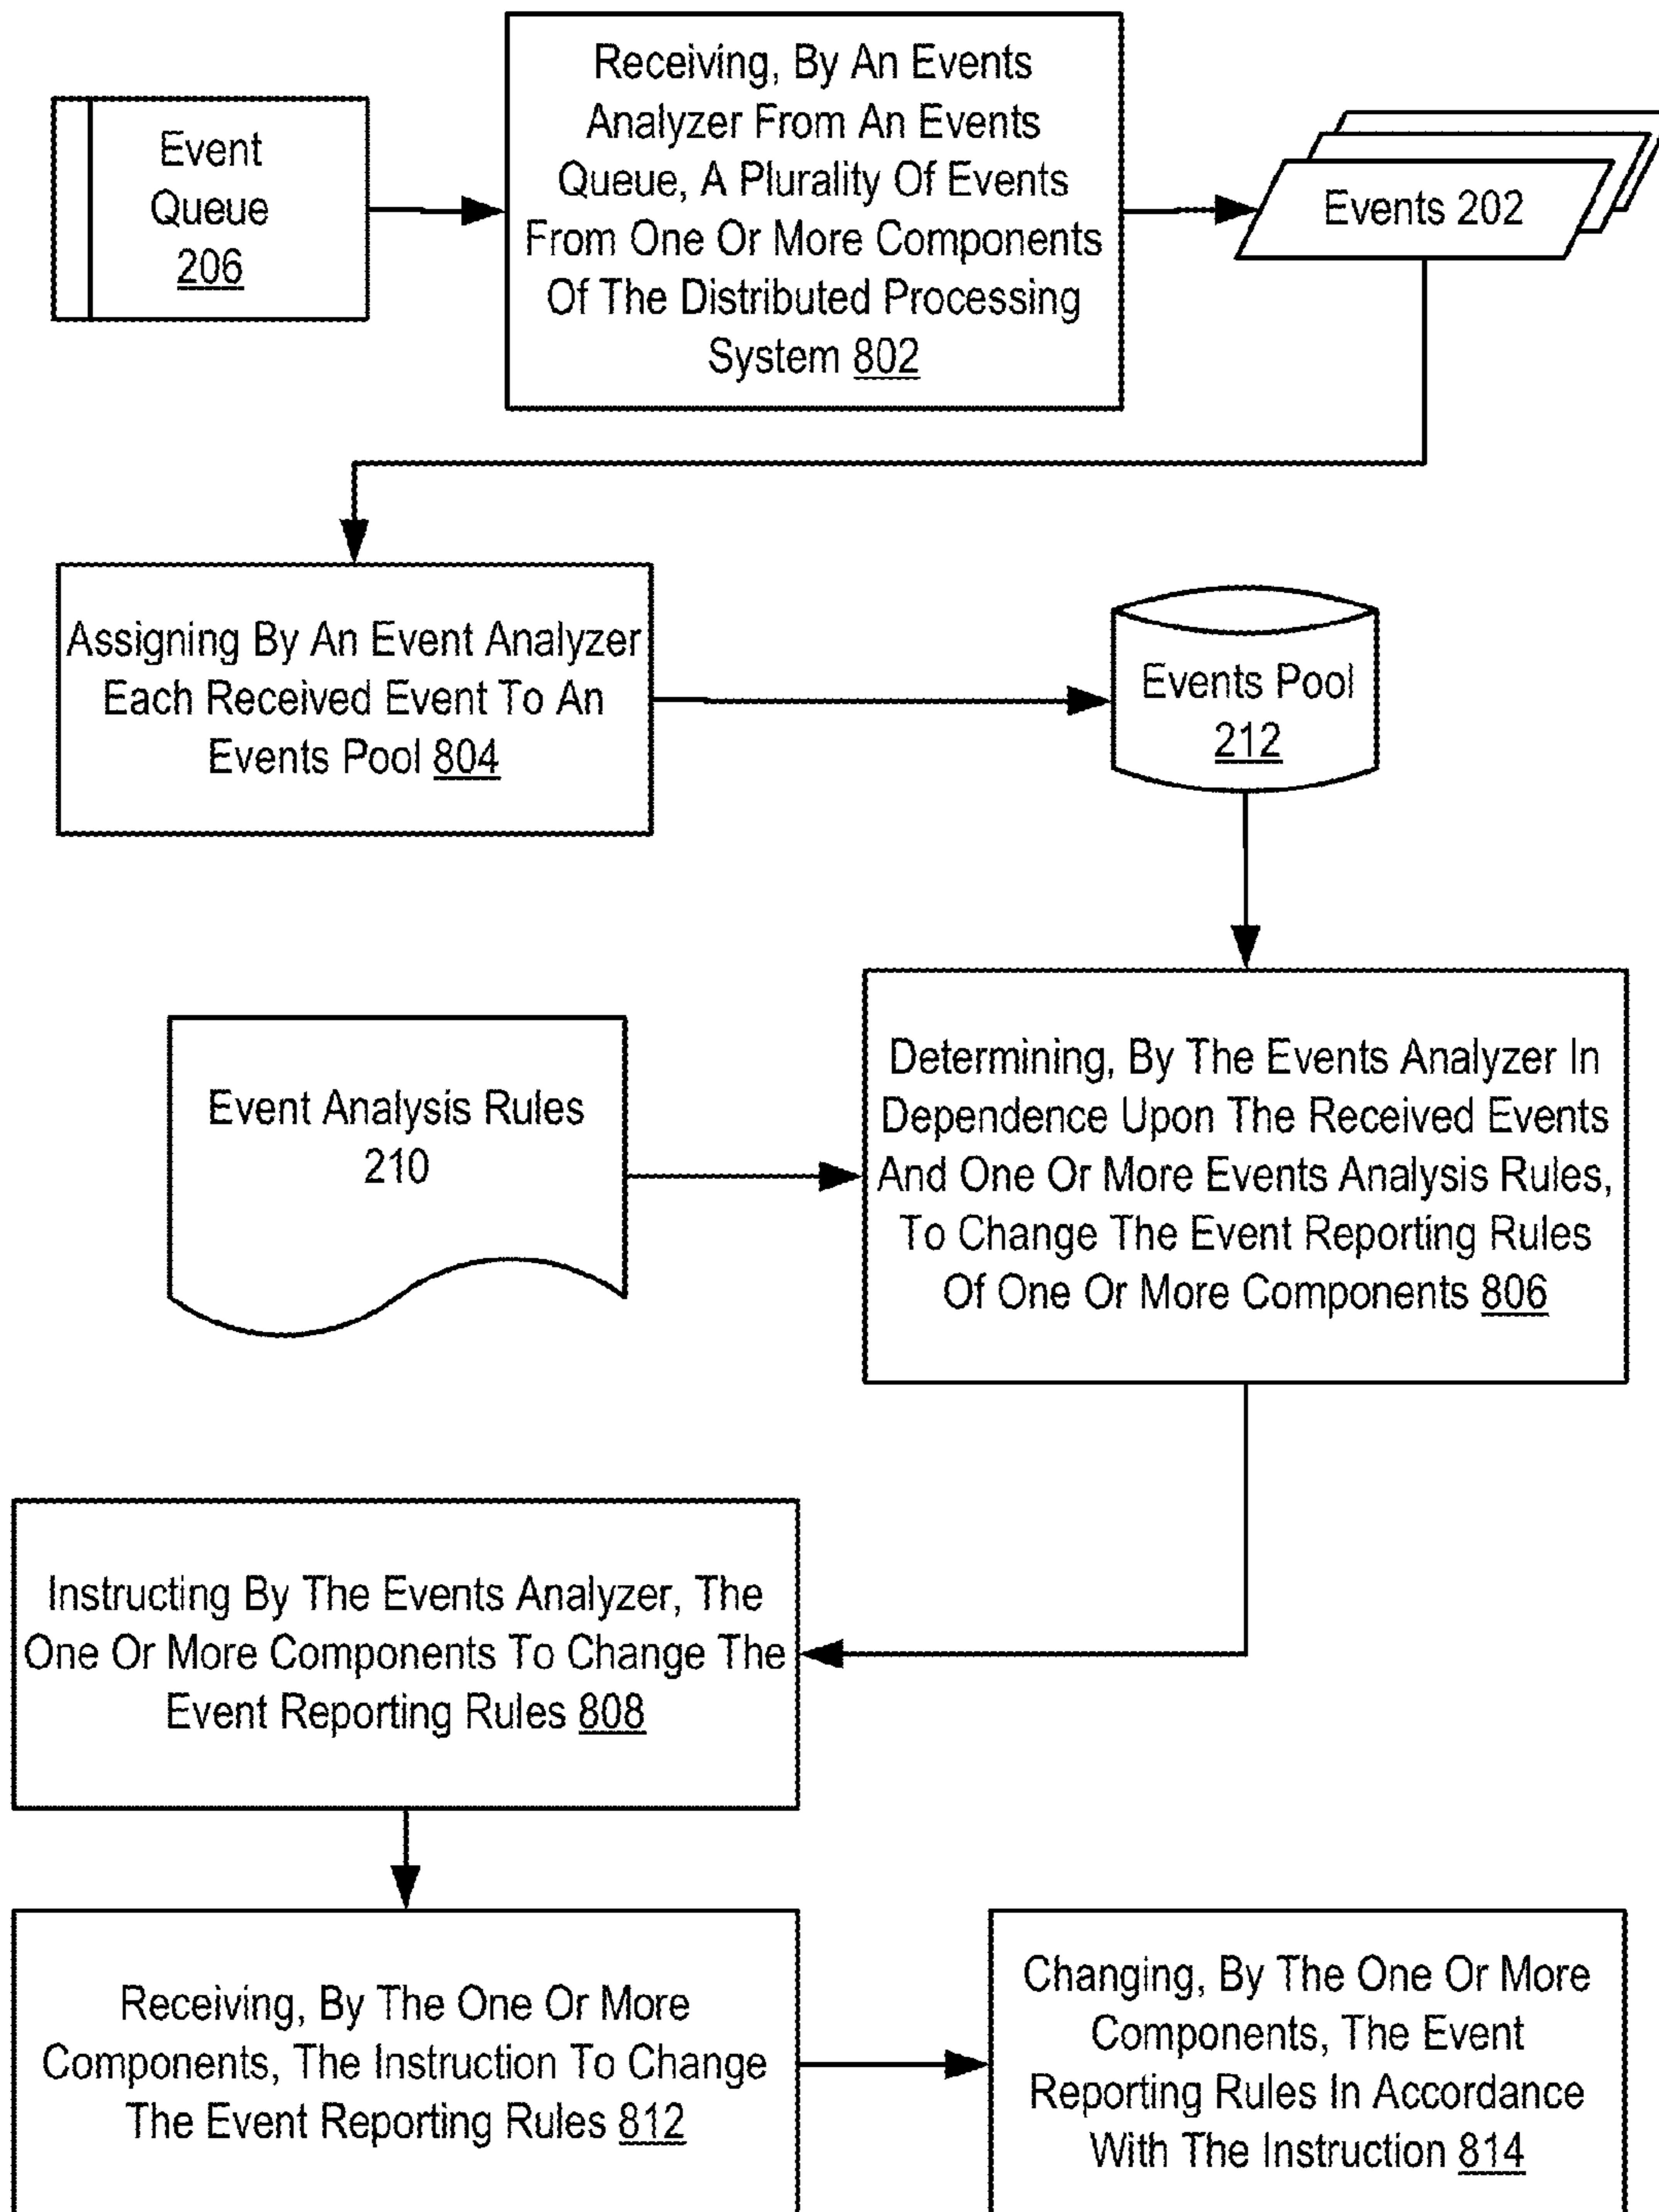 Event
Queue
206
Receiving, By An Events
Analyzer From An Events
Queue, A Plurality Of Events
From One Or More Components
Of The Distributed Processing
System 802
Events 202
Assigning By An Event Analyzer
Each Received Event To An
Events Pool 804
Events Pool
212
Event Analysis Rules
210
Determining, By The Events Analyzer In
Dependence Upon The Received Events
And One Or More Events Analysis Rules,
To Change The Event Reporting Rules
Of One Or More Components 806
Instructing By The Events Analyzer, The
One Or More Components To Change The
Event Reporting Rules 808
Receiving, By The One Or More
Components, The Instruction To Change
The Event Reporting Rules 812
Changing, By The One Or More
Components, The Event
Reporting Rules In Accordance
With The Instruction 814